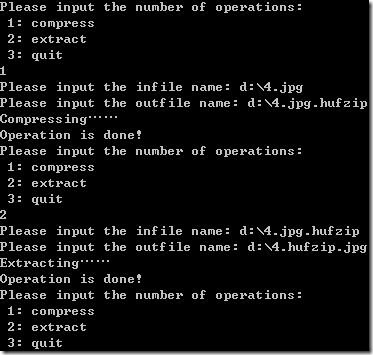 Please input the number of operations:
1: compress
2: extract
3: quit
1
Please input the infile name: d:\4.jpg
Please input the outfile name: d:\4.jpg.hufzip
Compressing……
Operation is done!
Please input the number of operations:
1: compress
2: extract
3: quit
2
Please input the infile name: d:\4.jpg.hufzip
Please input the outfile name: d:\4.hufzip.jpg
Extracting……
Operation is done!
Please input the number of operations:
1: compress
2: extract
3: quit